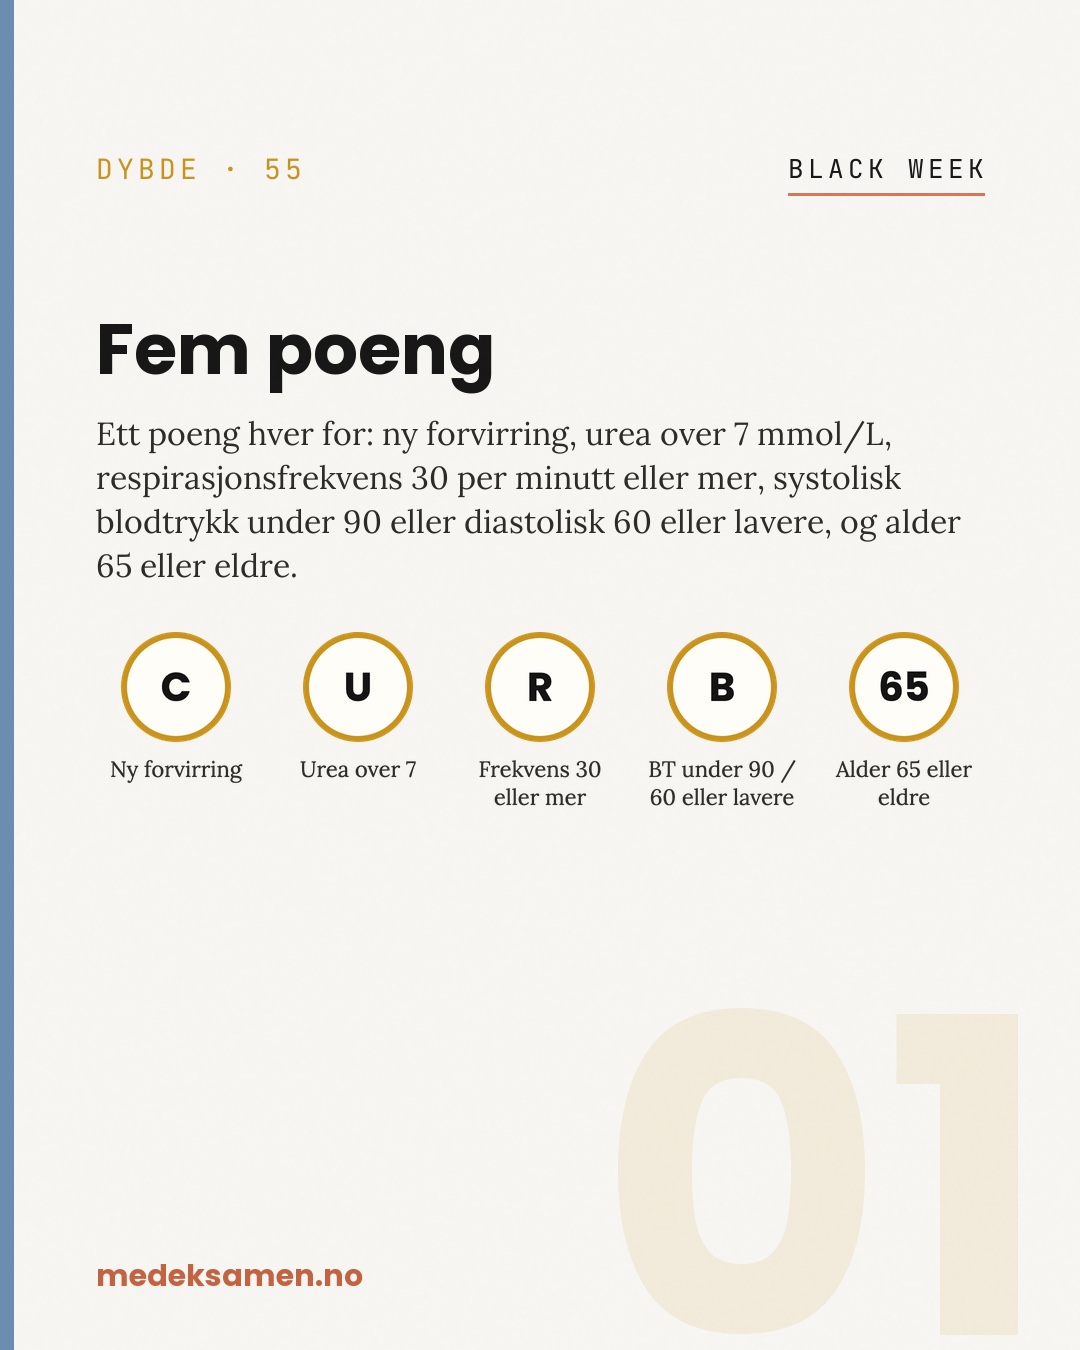 DYBDE · 55
BLACK WEEK
Fem poeng
Ett poeng hver for: ny forvirring, urea over 7 mmol/L,
respirasjonsfrekvens 30 per minutt eller mer, systolisk
blodtrykk under 90 eller diastolisk 60 eller lavere, og alder
65 eller eldre.
C
U
R
B
65
Ny forvirring
Urea over 7
Frekvens 30
eller mer
BT under 90 /
60 eller lavere
Alder 65 eller
eldre
01
medeksamen.no